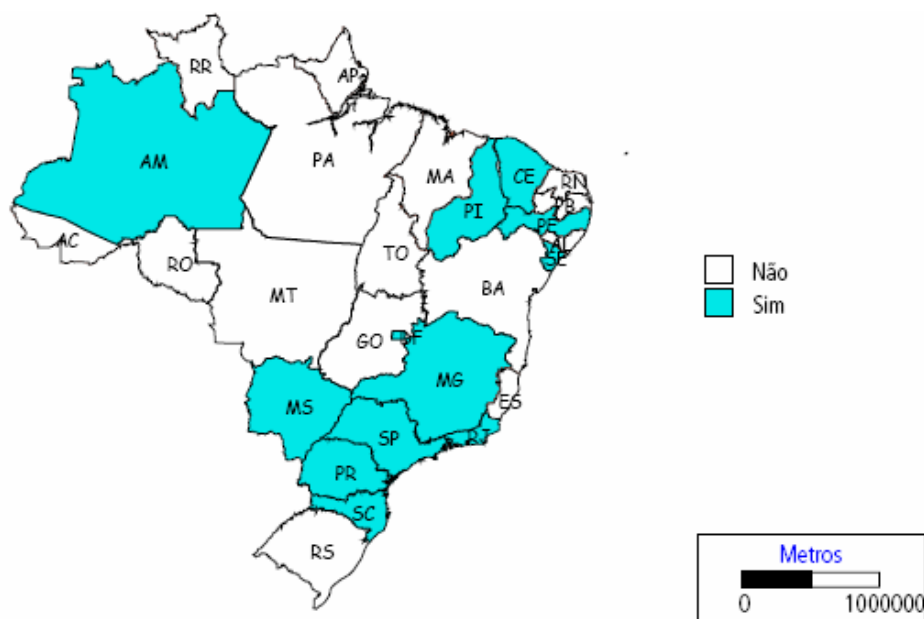 RR
AP
AM
PA
MA
CE
RN
PB
PI
PE
AL
SE
AC
RO
TO
BA
MT
GO
DF
MG
ES
MS
SP
RJ
PR
SC
RS
Não
Sim
Metros
0 1000000